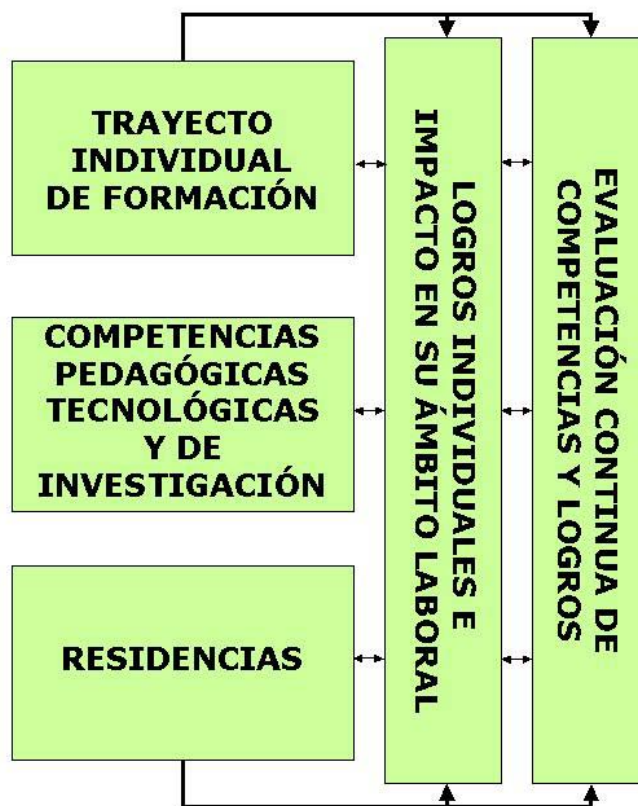 TRAYECTO
INDIVIDUAL
DE FORMACIÓN
COMPETENCIAS
PEDAGÓGICAS
TECNOLÓGICAS
Y DE
INVESTIGACIÓN
RESIDENCIAS
LOGROS INDIVIDUALES E
IMPACTO EN SU ÁMBITO LABORAL
EVALUACIÓN CONTINUA DE
COMPETENCIAS Y LOGROS